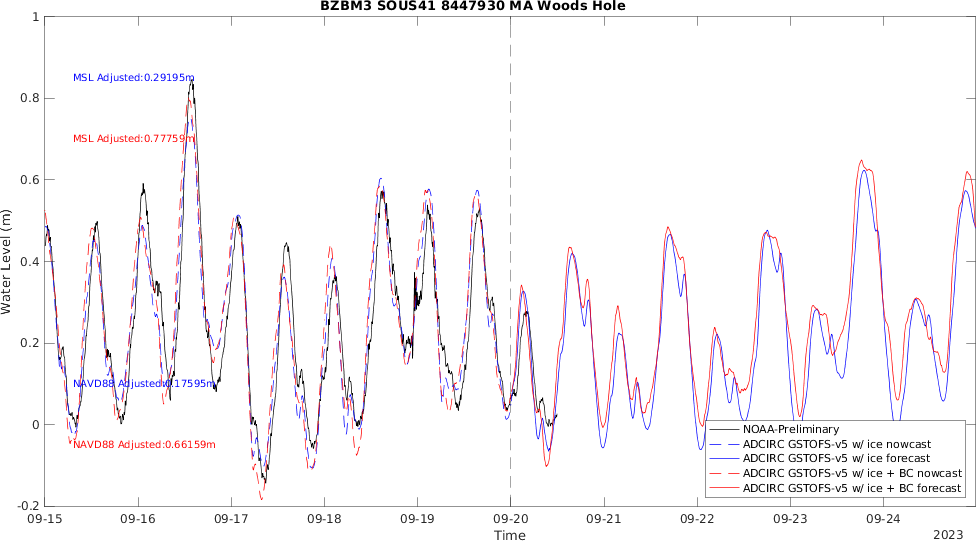 BZBM3 SOUS41 8447930 MA Woods Hole
1
MSL Adjusted:0.29195m
0.8
MSL Adjusted:0.77759m
0.6
0.4
Water Level (m)
0.2
NAVD88 Adjusted:0.17595m
0
NAVD88 Adjusted:0.66159m
-0.2
NOAA-Preliminary
ADCIRC GSTOFS-v5 w/ ice nowcast
ADCIRC GSTOFS-v5 w/ ice forecast
ADCIRC GSTOFS-v5 w/ ice + BC nowcast
ADCIRC GSTOFS-v5 w/ ice + BC forecast
09-15 09-16 09-17 09-18 09-19 09-20 09-21 09-22 09-23 09-24
Time
2023